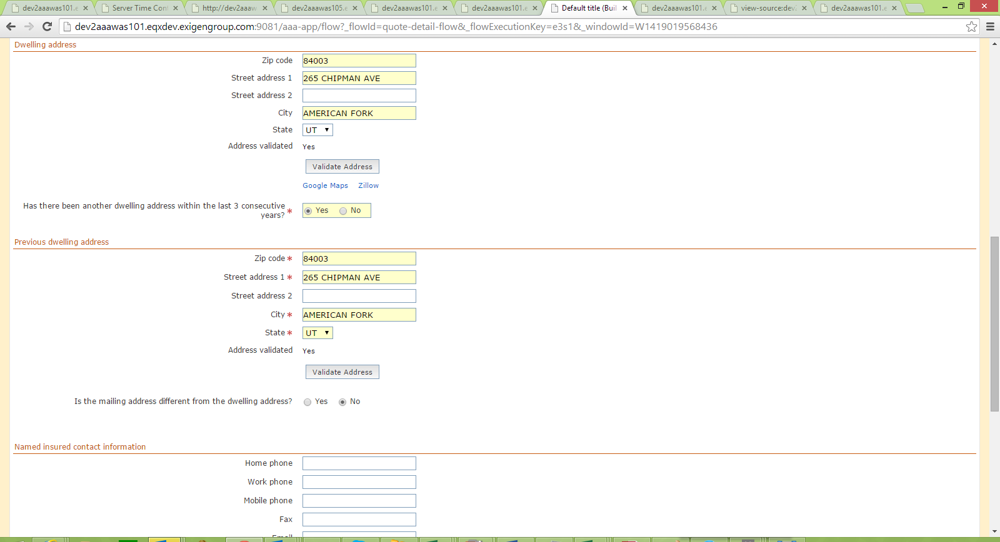 dev2aaawas101.e
Server Time Con
http://dev2aaaw
dev2aaawas105.e
dev2aaawas101.e
dev2aaawas101.e
Default title (Buil
dev2aaawas101.e
view-source:dev2
dev2aaawas101.e
dev2aaawas101.eqxdev.exigengroup.com:9081/aaa-app/flow?_flowId=quote-detail-flow&_flowExecutionKey=e3s1&_windowId=W1419019568436
Dwelling address
Zip code 84003
Street address 1 265 CHIPMAN AVE
Street address 2
City AMERICAN FORK
State UT
Address validated Yes
Validate Address
Google Maps Zillow
Has there been another dwelling address within the last 3 consecutive
years? * Yes No
Previous dwelling address
Zip code * 84003
Street address 1 * 265 CHIPMAN AVE
Street address 2
City * AMERICAN FORK
State * UT
Address validated Yes
Validate Address
Is the mailing address different from the dwelling address? Yes No
Named insured contact information
Home phone
Work phone
Mobile phone
Fax
Email